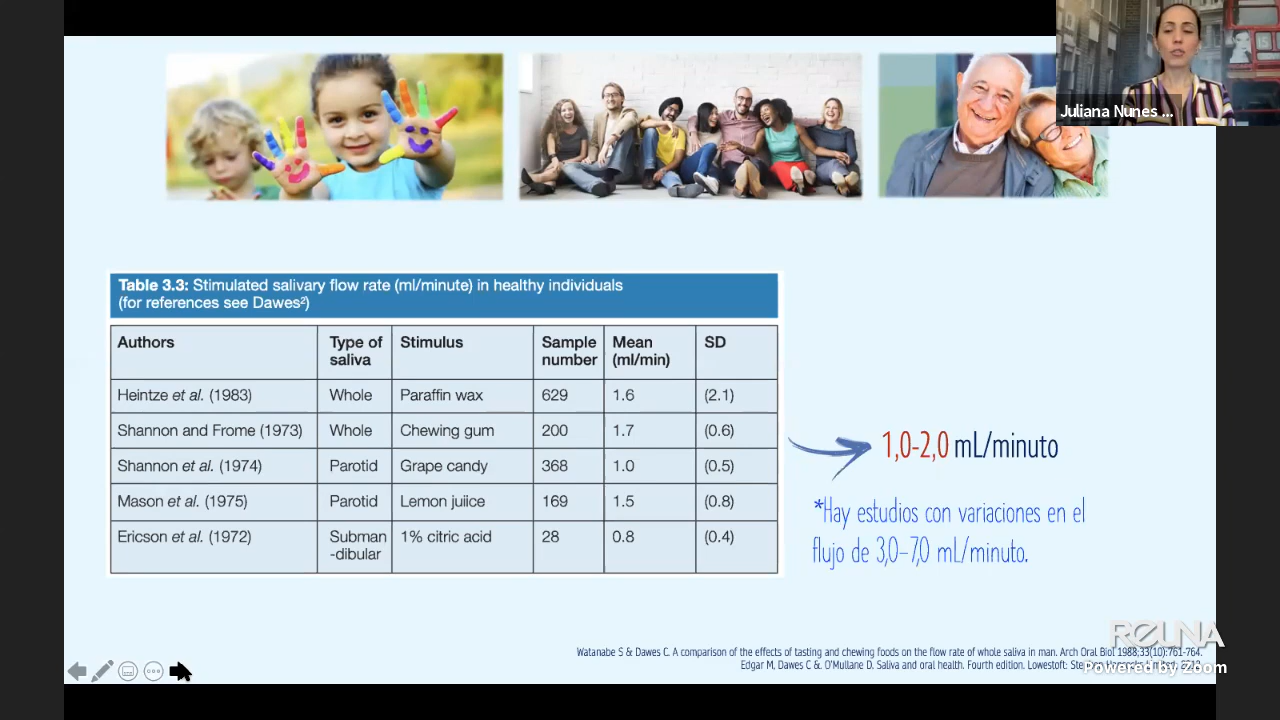 Juliana Nunes ...
Table 3.3: Stimulated salivary flow rate (ml/minute) in healthy individuals
(for references see Dawes²)
Authors Type of saliva Stimulus Sample number Mean (ml/min) SD
Heintze et al. (1983) Whole Paraffin wax 629 1.6 (2.1)
Shannon and Frome (1973) Whole Chewing gum 200 1.7 (0.6)
Shannon et al. (1974) Parotid Grape candy 368 1.0 (0.5)
Mason et al. (1975) Parotid Lemon juiice 169 1.5 (0.8)
Ericson et al. (1972) Subman-dibular 1% citric acid 28 0.8 (0.4)
1,0-2,0 mL/minuto
*Hay estudios con variaciones en el
flujo de 3,0-7,0 mL/minuto.
Watanabe S & Dawes C. A comparison of the effects of tasting and chewing foods on the flow rate of whole saliva in man. Arch Oral Biol 1988;33(10):761-764.
Edgar M, Dawes C &. O'Mullane D. Saliva and oral health. Fourth edition. Lowestoft:
RELNA
Powered by Zoom